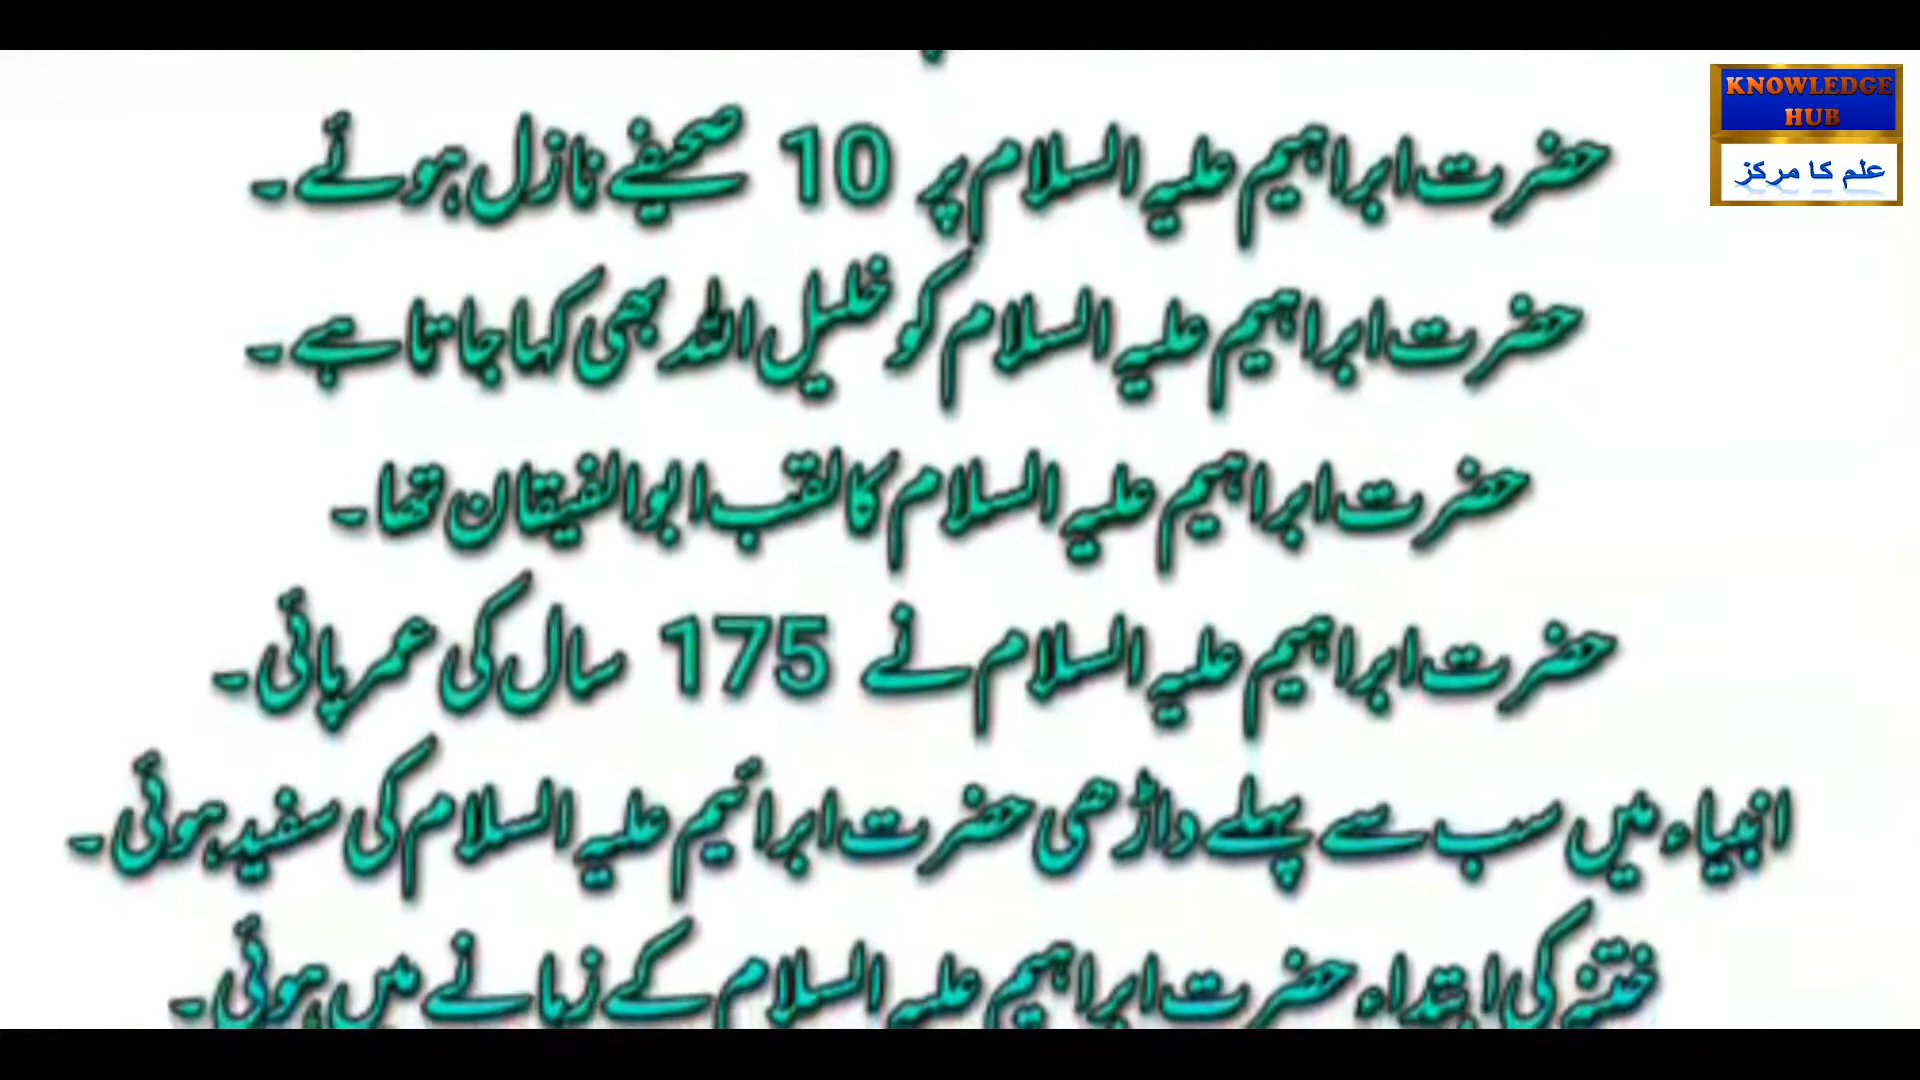 KNOWLEDGE
HUB
علم کا مرکز
حضرت ابراہیم علیہ السلام پر 10 صحیفے نازل ہوئے۔
حضرت ابراہیم علیہ السلام کو خلیل اللہ بھی کہا جاتا ہے۔
حضرت ابراہیم علیہ السلام کا لقب ابوالفیقان تھا۔
حضرت ابراہیم علیہ السلام نے 175 سال کی عمر پائی۔
انبیاء میں سب سے پہلے داڑھی حضرت ابرائیم علیہ السلام کی سفید ہوئی۔
ختنہ کی ابتداء حضرت ابراہیم علیہ السلام کے زمانے میں ہوئی۔